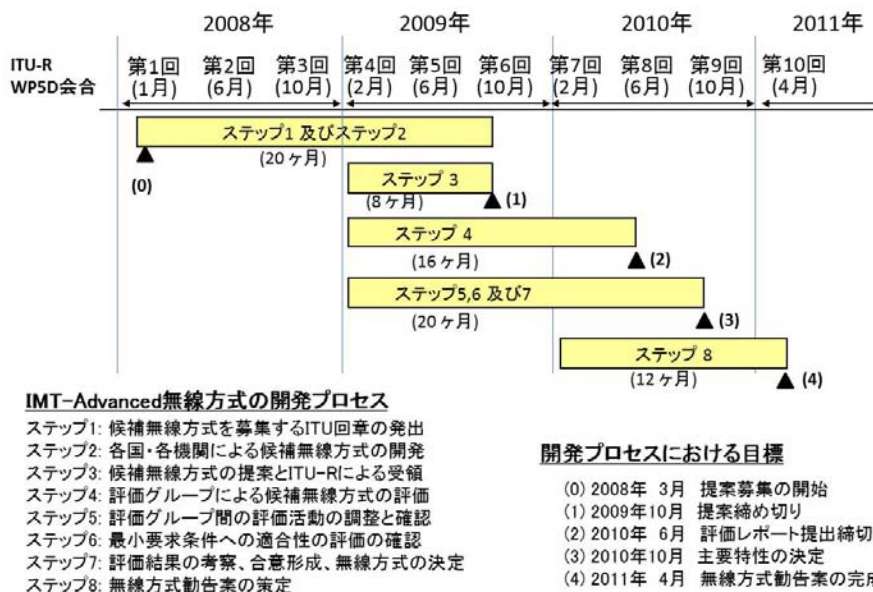 2008年 2009年 2010年 2011年
ITU-R 第1回 第2回 第3回 第4回 第5回 第6回 第7回 第8回 第9回 第10回
WP5D会合 (1月) (6月) (10月) (2月) (6月) (10月) (2月) (6月) (10月) (4月)
ステップ1 及びステップ2
(20ヶ月)
(0)
ステップ 3
(8ヶ月) (1)
ステップ 4
(16ヶ月) (2)
ステップ5,6 及び7
(20ヶ月) (3)
ステップ 8
(12ヶ月) (4)
IMT-Advanced無線方式の開発プロセス
ステップ1: 候補無線方式を募集するITU回章の発出
ステップ2: 各国・各機関による候補無線方式の開発
ステップ3: 候補無線方式の提案とITU-Rによる受領
ステップ4: 評価グループによる候補無線方式の評価
ステップ5: 評価グループ間の評価活動の調整と確認
ステップ6: 最小要求条件への適合性の評価の確認
ステップ7: 評価結果の考察、合意形成、無線方式の決定
ステップ8: 無線方式勧告案の策定
開発プロセスにおける目標
(0) 2008年 3月 提案募集の開始
(1) 2009年10月 提案締め切り
(2) 2010年 6月 評価レポート提出締切
(3) 2010年10月 主要特性の決定
(4) 2011年 4月 無線方式勧告案の完成